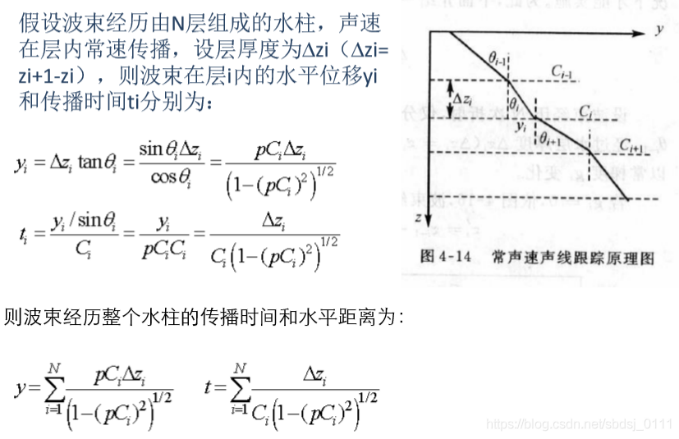 假设波束经历由N层组成的水柱，声速
在层内常速传播，设层厚度为Δzi（Δzi=
zi+1-zi），则波束在层i内的水平位移yi
和传播时间ti分别为：
y_i = Δz_i tanθ_i = sinθ_iΔz_i / cosθ_i = pC_iΔz_i / (1-(pC_i)^2)^{1/2}
t_i = (y_i/sinθ_i) / C_i = y_i / pC_iC_i = Δz_i / C_i(1-(pC_i)^2)^{1/2}
y
θ_{i-1}
C_{i-1}
Δz_i
θ_i
C_i
y_i
θ_{i+1}
C_{i+1}
z
图 4-14 常声速声线跟踪原理图
则波束经历整个水柱的传播时间和水平距离为：
y=∑_{i=1}^{N} pC_iΔz_i / (1-(pC_i)^2)^{1/2} t=∑_{i=1}^{N} Δz_i / C_i(1-(pC_i)^2)^{1/2}
https://blog.csdn.net/sbdsj_0111